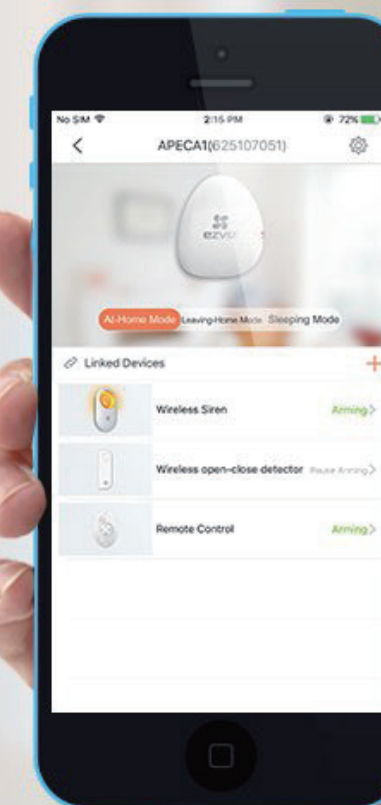 No SIM 2:15 PM 72%
APECA1(625107051)
ezviz
At-Home Mode Leaving-Home Mode Sleeping Mode
Linked Devices
Wireless Siren Arming
Wireless open-close detector Pause Arming
Remote Control Arming